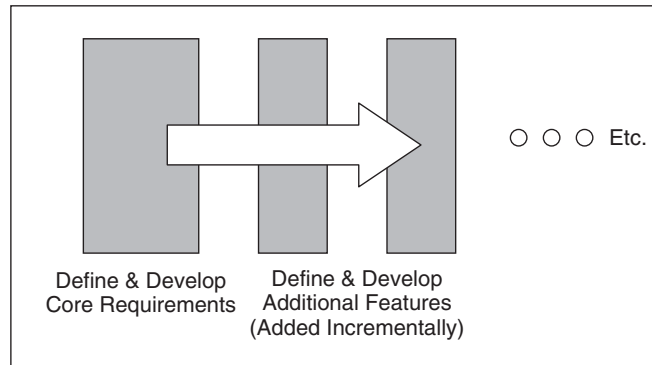 Etc.
Define & Develop
Core Requirements
Define & Develop
Additional Features
(Added Incrementally)